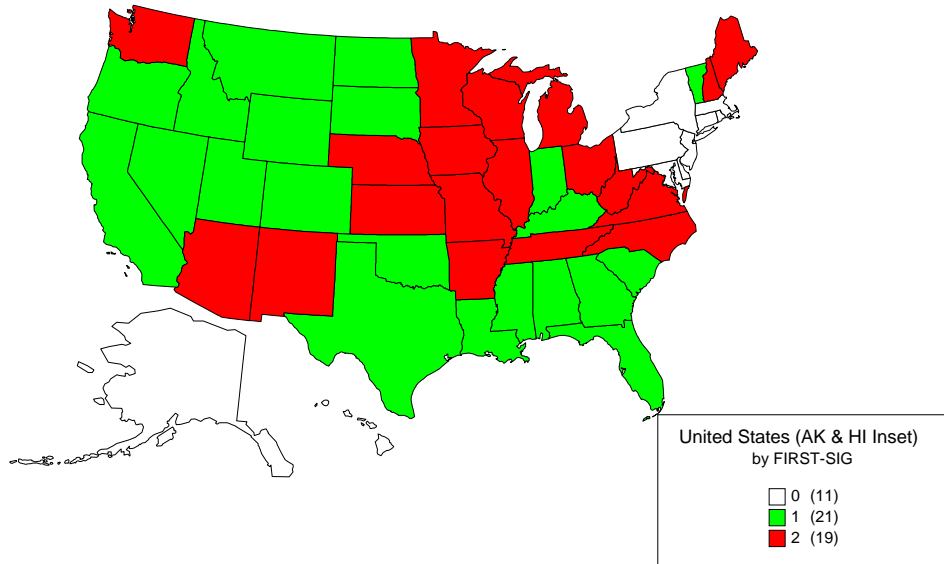 United States (AK & HI Inset)
by FIRST-SIG
0 (11)
1 (21)
2 (19)